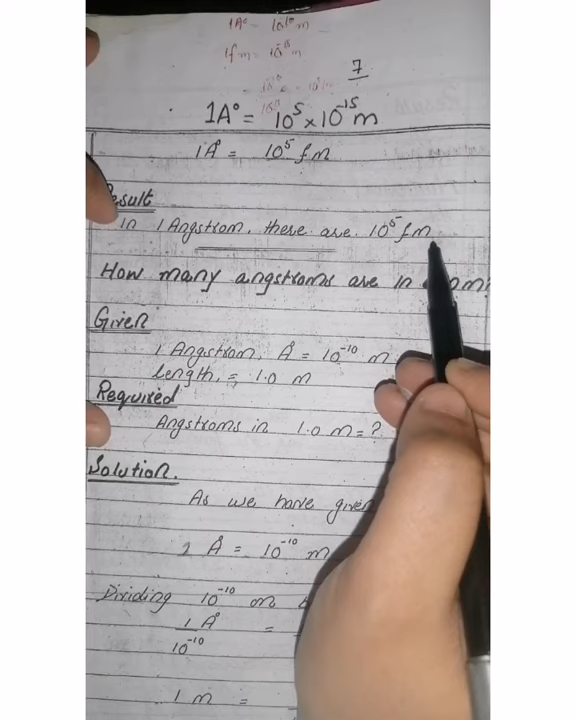 1A° = 10^10 m
1fm = 10^-15 m
7
1A° = 10^5 × 10^-15 m
1A° = 10^5 fm
Result
In 1 Angstrom, there are 10^5 fm
How many angstroms are in
Given
1 Angstrom, Å = 10^-10 m
length, = 1.0 m
Required
Angstroms in 1.0 m = ?
Solution.
As we have given
1 Å = 10^-10 m
Dividing 10^-10 on
1 A°
=
10^-10
1 m =